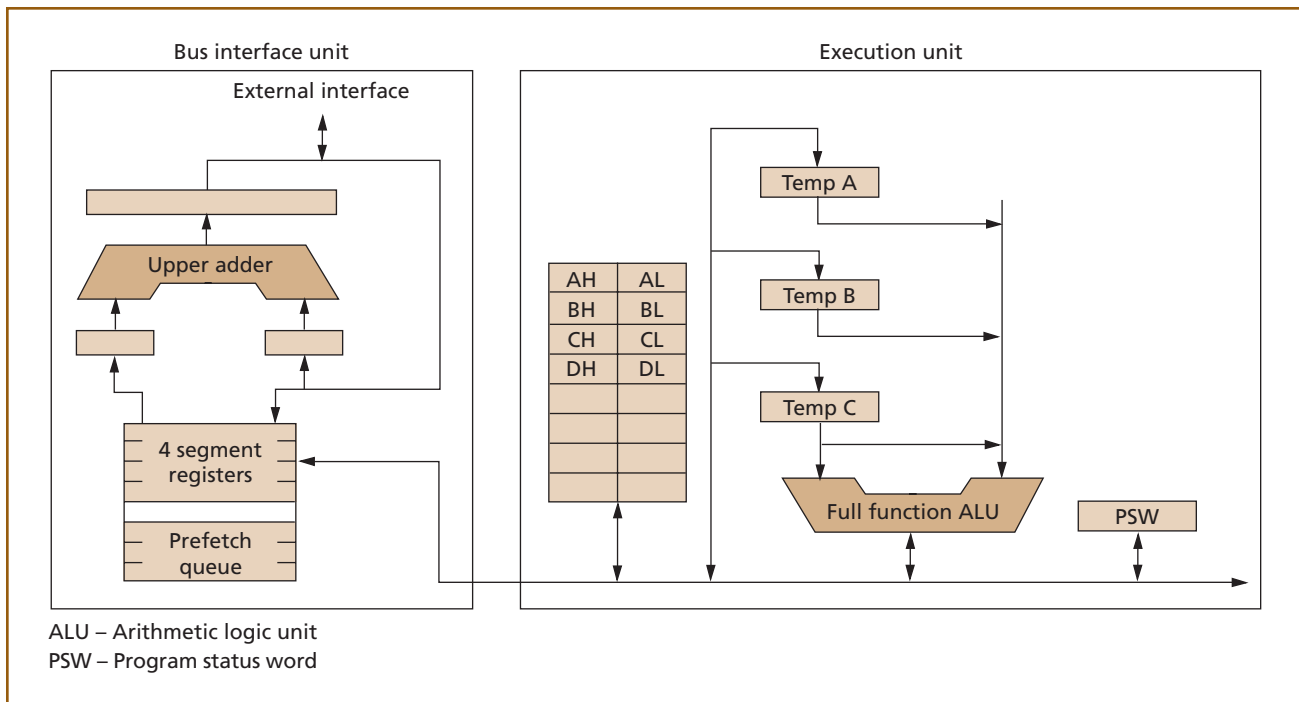 Bus interface unit
Execution unit
External interface
Upper adder
4 segment
registers
Prefetch
queue
AH AL
BH BL
CH CL
DH DL
Temp A
Temp B
Temp C
Full function ALU
PSW
ALU – Arithmetic logic unit
PSW – Program status word